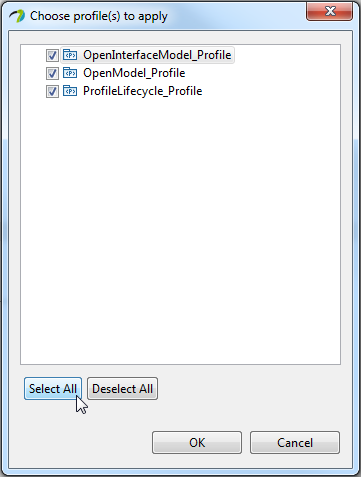 Choose profile(s) to apply
OpenInterfaceModel_Profile
OpenModel_Profile
ProfileLifecycle_Profile
Select All
Deselect All
OK
Cancel